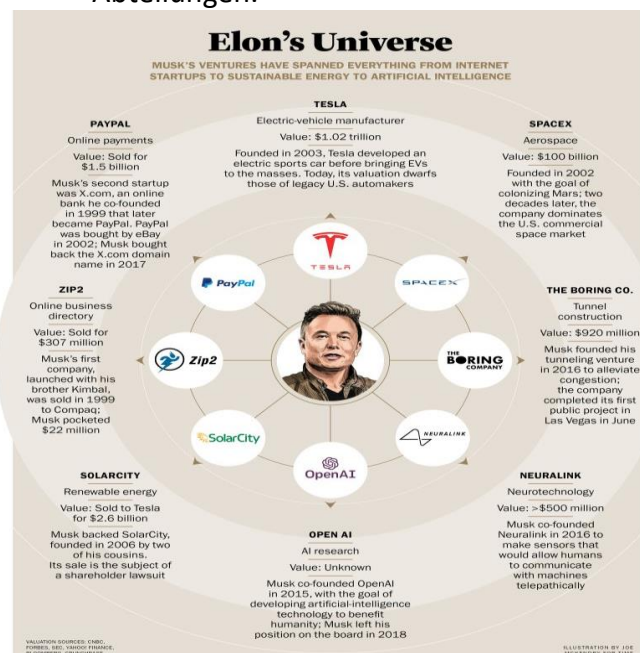 Abteilungen.
Elon's Universe
MUSK'S VENTURES HAVE SPANNED EVERYTHING FROM INTERNET
STARTUPS TO SUSTAINABLE ENERGY TO ARTIFICIAL INTELLIGENCE
TESLA
Electric-vehicle manufacturer
Value: $1.02 trillion
Founded in 2003, Tesla developed an
electric sports car before bringing EVs
to the masses. Today, its valuation dwarfs
those of legacy U.S. automakers
PAYPAL
Online payments
Value: Sold for
$1.5 billion
Musk's second startup
was X.com, an online
bank he co-founded
in 1999 that later
became PayPal. PayPal
was bought by eBay
in 2002; Musk bought
back the X.com domain
name in 2017
SPACEX
Aerospace
Value: $100 billion
Founded in 2002
with the goal of
colonizing Mars; two
decades later, the
company dominates
the U.S. commercial
space market
TESLA
PayPal
SPACEX
ZIP2
Online business
directory
Value: Sold for
$307 million
Musk's first
company,
launched with his
brother Kimbal,
was sold in 1999
to Compaq;
Musk pocketed
$22 million
Zip2
THE
BORING
COMPANY
THE BORING CO.
Tunnel
construction
Value: $920 million
Musk founded his
tunneling venture
in 2016 to alleviate
congestion;
the company
completed its first
public project in
Las Vegas in June
SolarCity
OpenAI
NEURALINK
SOLARCITY
Renewable energy
Value: Sold to Tesla
for $2.6 billion
Musk backed SolarCity,
founded in 2006 by two
of his cousins.
Its sale is the subject of
a shareholder lawsuit
OPEN AI
AI research
Value: Unknown
Musk co-founded OpenAI
in 2015, with the goal of
developing artificial-intelligence
technology to benefit
humanity; Musk left his
position on the board in 2018
NEURALINK
Neurotechnology
Value: >$500 million
Musk co-founded
Neuralink in 2016 to
make sensors that
would allow humans
to communicate
with machines
telepathically
VALUATION SOURCES: CNBC,
FORBES, SEC, YAHOO! FINANCE,
ILLUSTRATION BY JOE